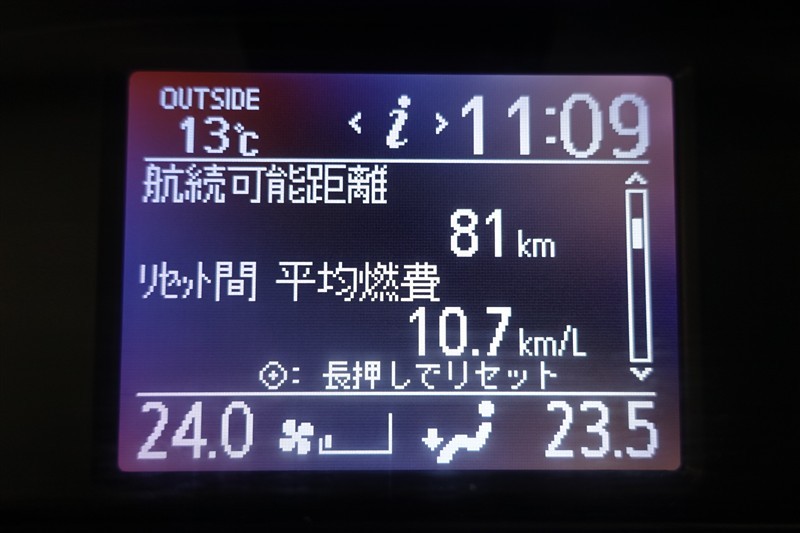 OUTSIDE
13℃
< i > 11:09
航続可能距離
81 km
リセット間 平均燃費
10.7 km/L
: 長押しでリセット
24.0 23.5